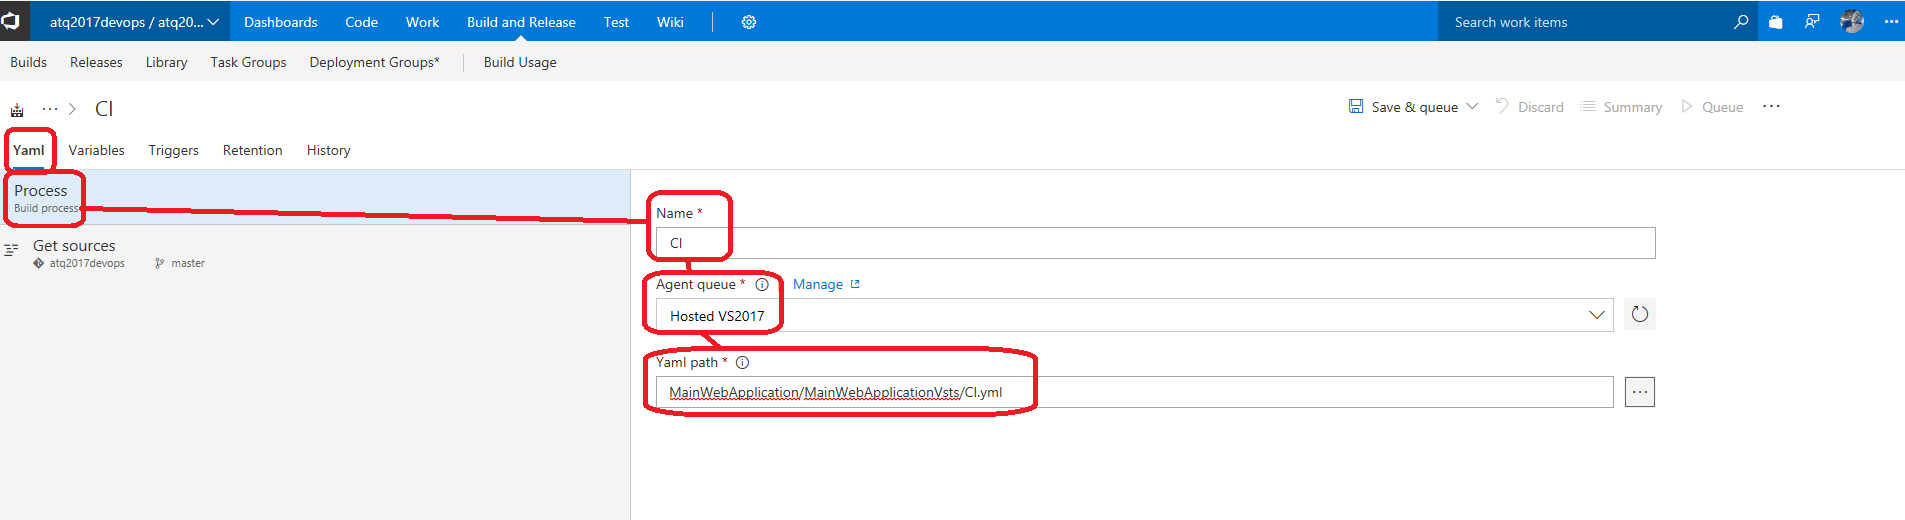 atq2017devops / atq20... Dashboards Code Work Build and Release Test Wiki Search work items ...
Builds Releases Library Task Groups Deployment Groups* Build Usage
... > CI Save & queue Discard Summary Queue ...
Yaml Variables Triggers Retention History
Process
Build process
Name *
CI
Get sources
atq2017devops master
Agent queue * Manage
Hosted VS2017
Yaml path *
MainWebApplication/MainWebApplicationVsts/CI.yml ...